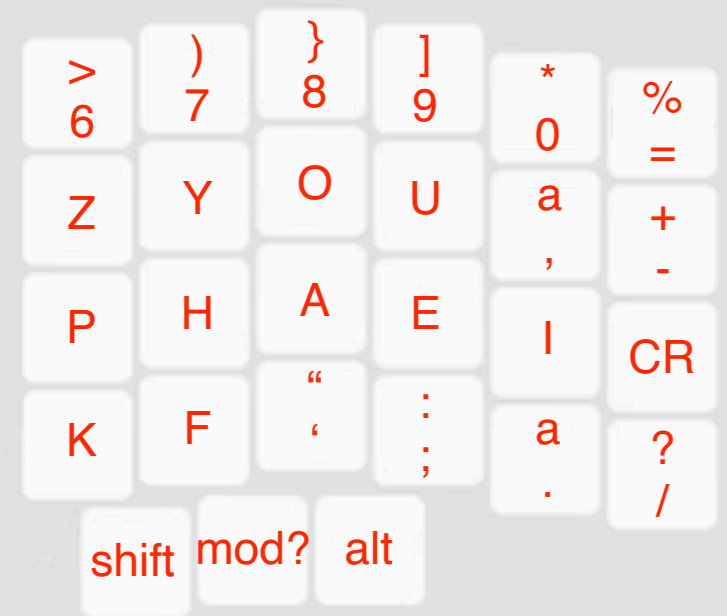 > ) } ] * %
6 7 8 9 0 =
Z Y O U a +
, -
P H A E I CR
K F “ : a ?
‘ ; . /
shift mod? alt